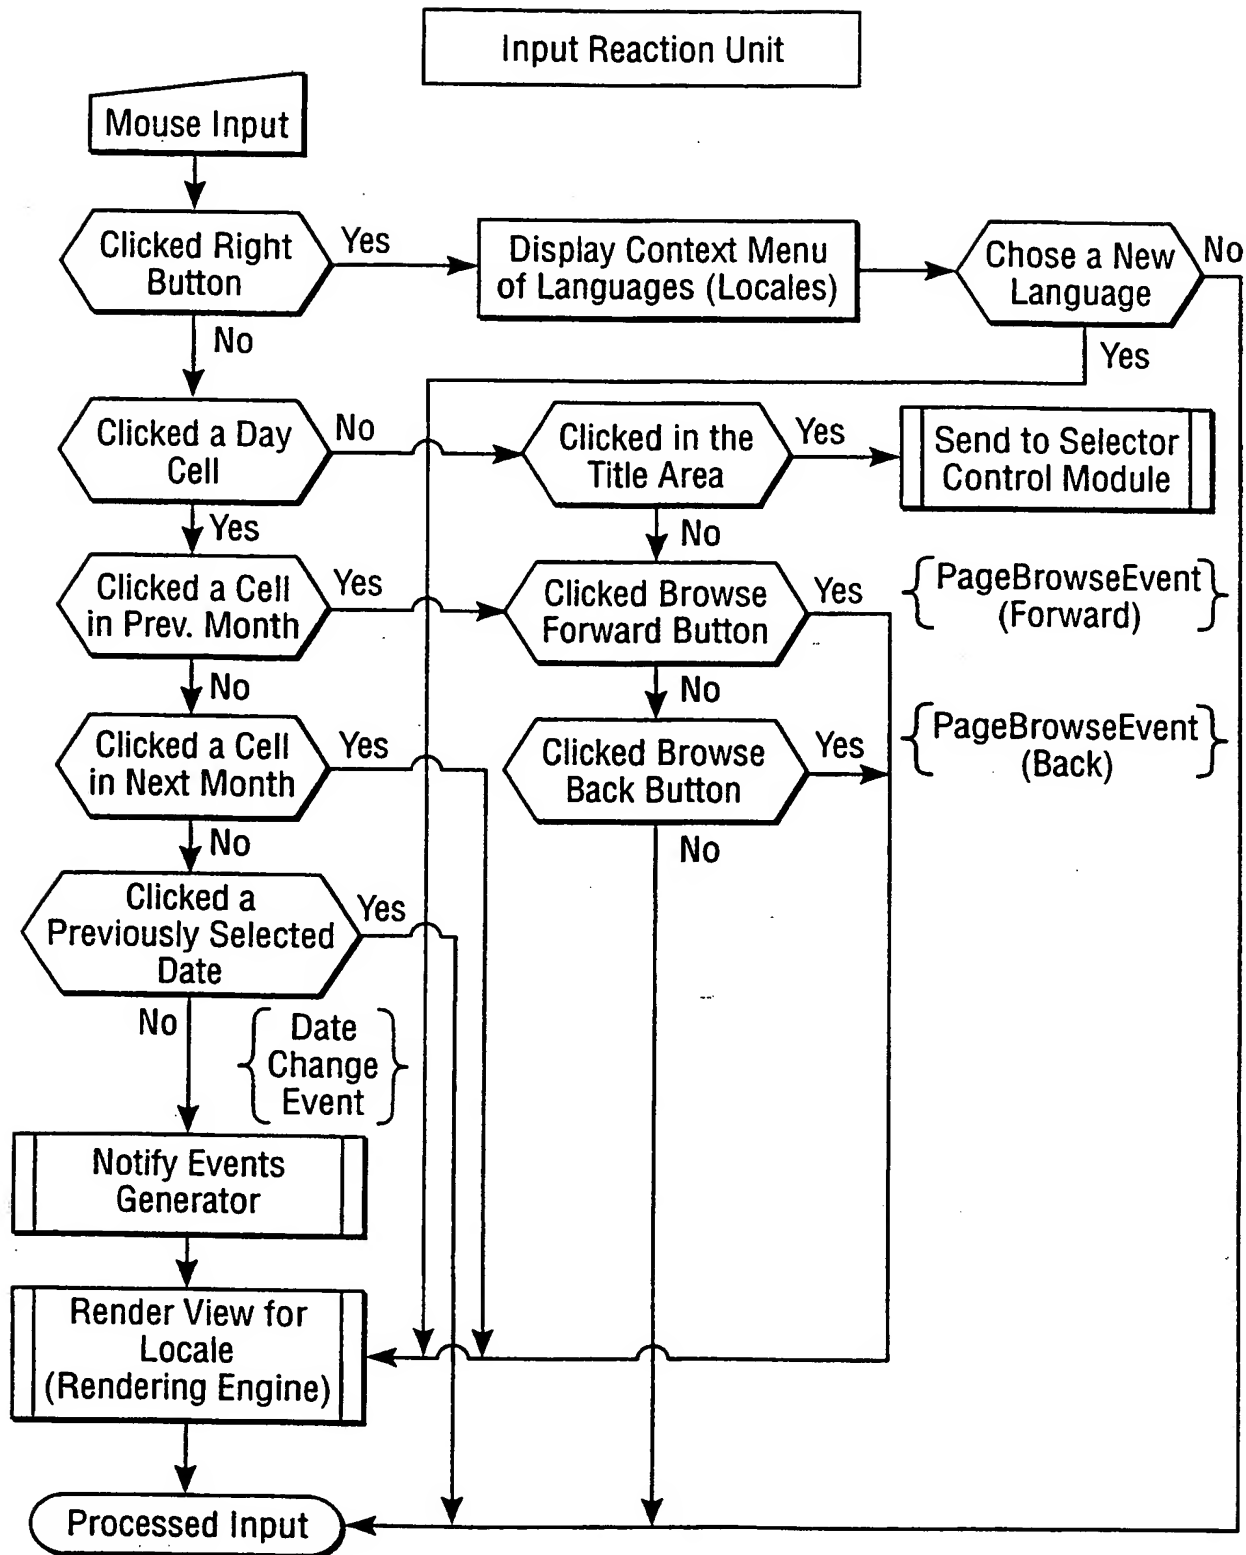 Input Reaction Unit
Mouse Input
Clicked Right
Button
Yes
Display Context Menu
of Languages (Locales)
Chose a New
Language
No
No
Yes
Clicked a Day
Cell
No
Clicked in the
Title Area
Yes
Send to Selector
Control Module
Yes
No
Clicked a Cell
in Prev. Month
Yes
Clicked Browse
Forward Button
Yes
{PageBrowseEvent
(Forward)}
No
No
Clicked a Cell
in Next Month
Yes
Clicked Browse
Back Button
Yes
{PageBrowseEvent
(Back)}
No
No
Clicked a
Previously Selected
Date
Yes
No
{Date
Change
Event}
Notify Events
Generator
Render View for
Locale
(Rendering Engine)
Processed Input